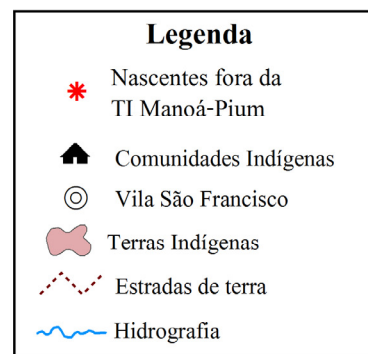 Legenda
Nascentes fora da
TI Manoá-Pium
Comunidades Indígenas
Vila São Francisco
Terras Indígenas
Estradas de terra
Hidrografia